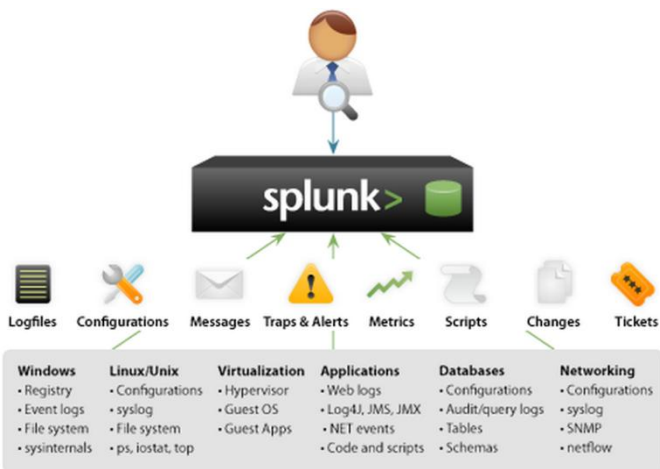 splunk>
Logfiles Configurations Messages Traps & Alerts Metrics Scripts Changes Tickets
Windows Linux/Unix Virtualization Applications Databases Networking
• Registry • Configurations • Hypervisor • Web logs • Configurations • Configurations
• Event logs • syslog • Guest OS • Log4J, JMS, JMX • Audit/query logs • syslog
• File system • File system • Guest Apps • .NET events • Tables • SNMP
• sysinternals • ps, iostat, top • Code and scripts • Schemas • netflow